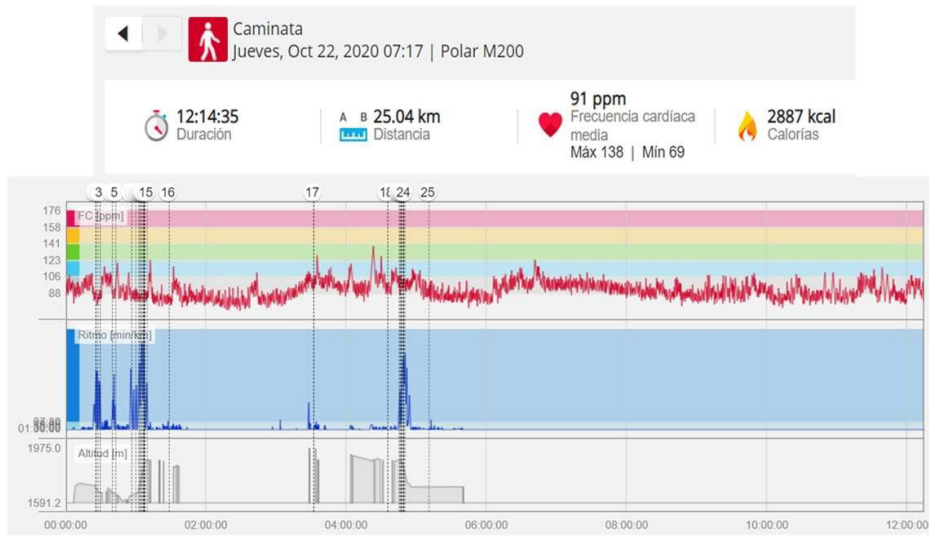 Caminata
Jueves, Oct 22, 2020 07:17 | Polar M200
12:14:35
Duración
A B 25.04 km
Distancia
91 ppm
Frecuencia cardíaca
media
Máx 138 | Mín 69
2887 kcal
Calorías
3 5 15 16 17 18 24 25
176
FC [ppm]
158
141
123
106
88
Ritmo [min/km]
1975.0
Altitud [m]
1591.2
00:00:00 02:00:00 04:00:00 06:00:00 08:00:00 10:00:00 12:00:00